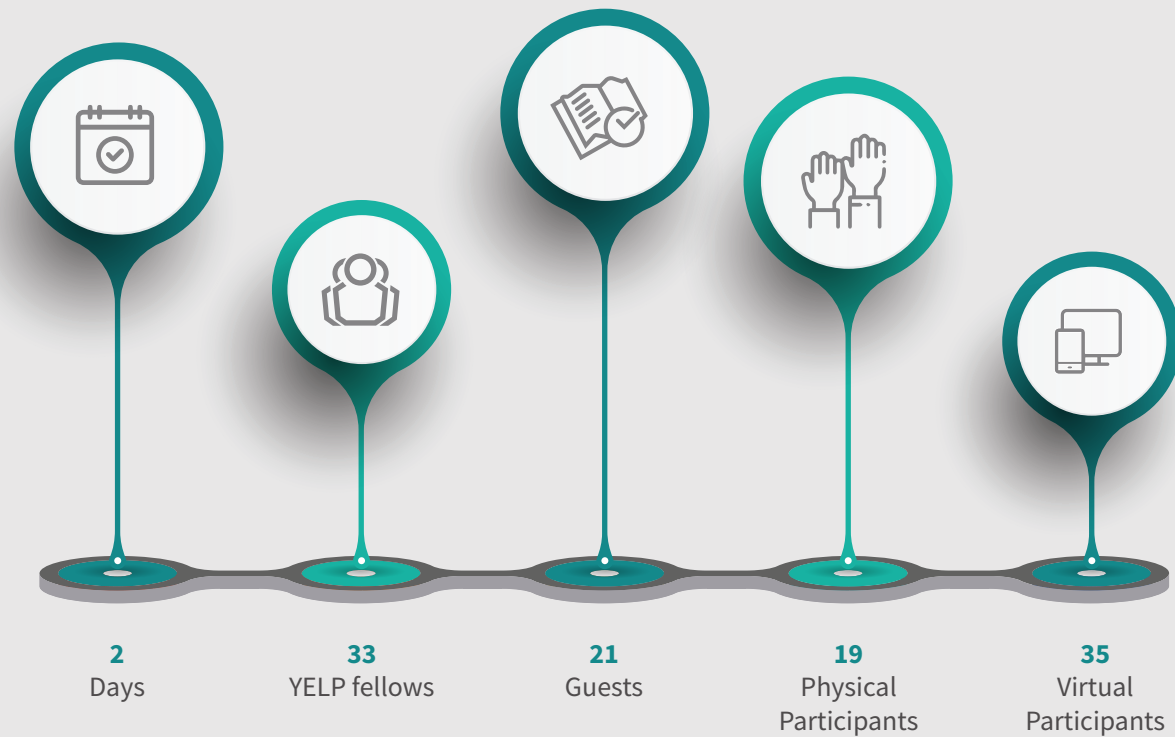 2
Days
33
YELP fellows
21
Guests
19
Physical
Participants
35
Virtual
Participants